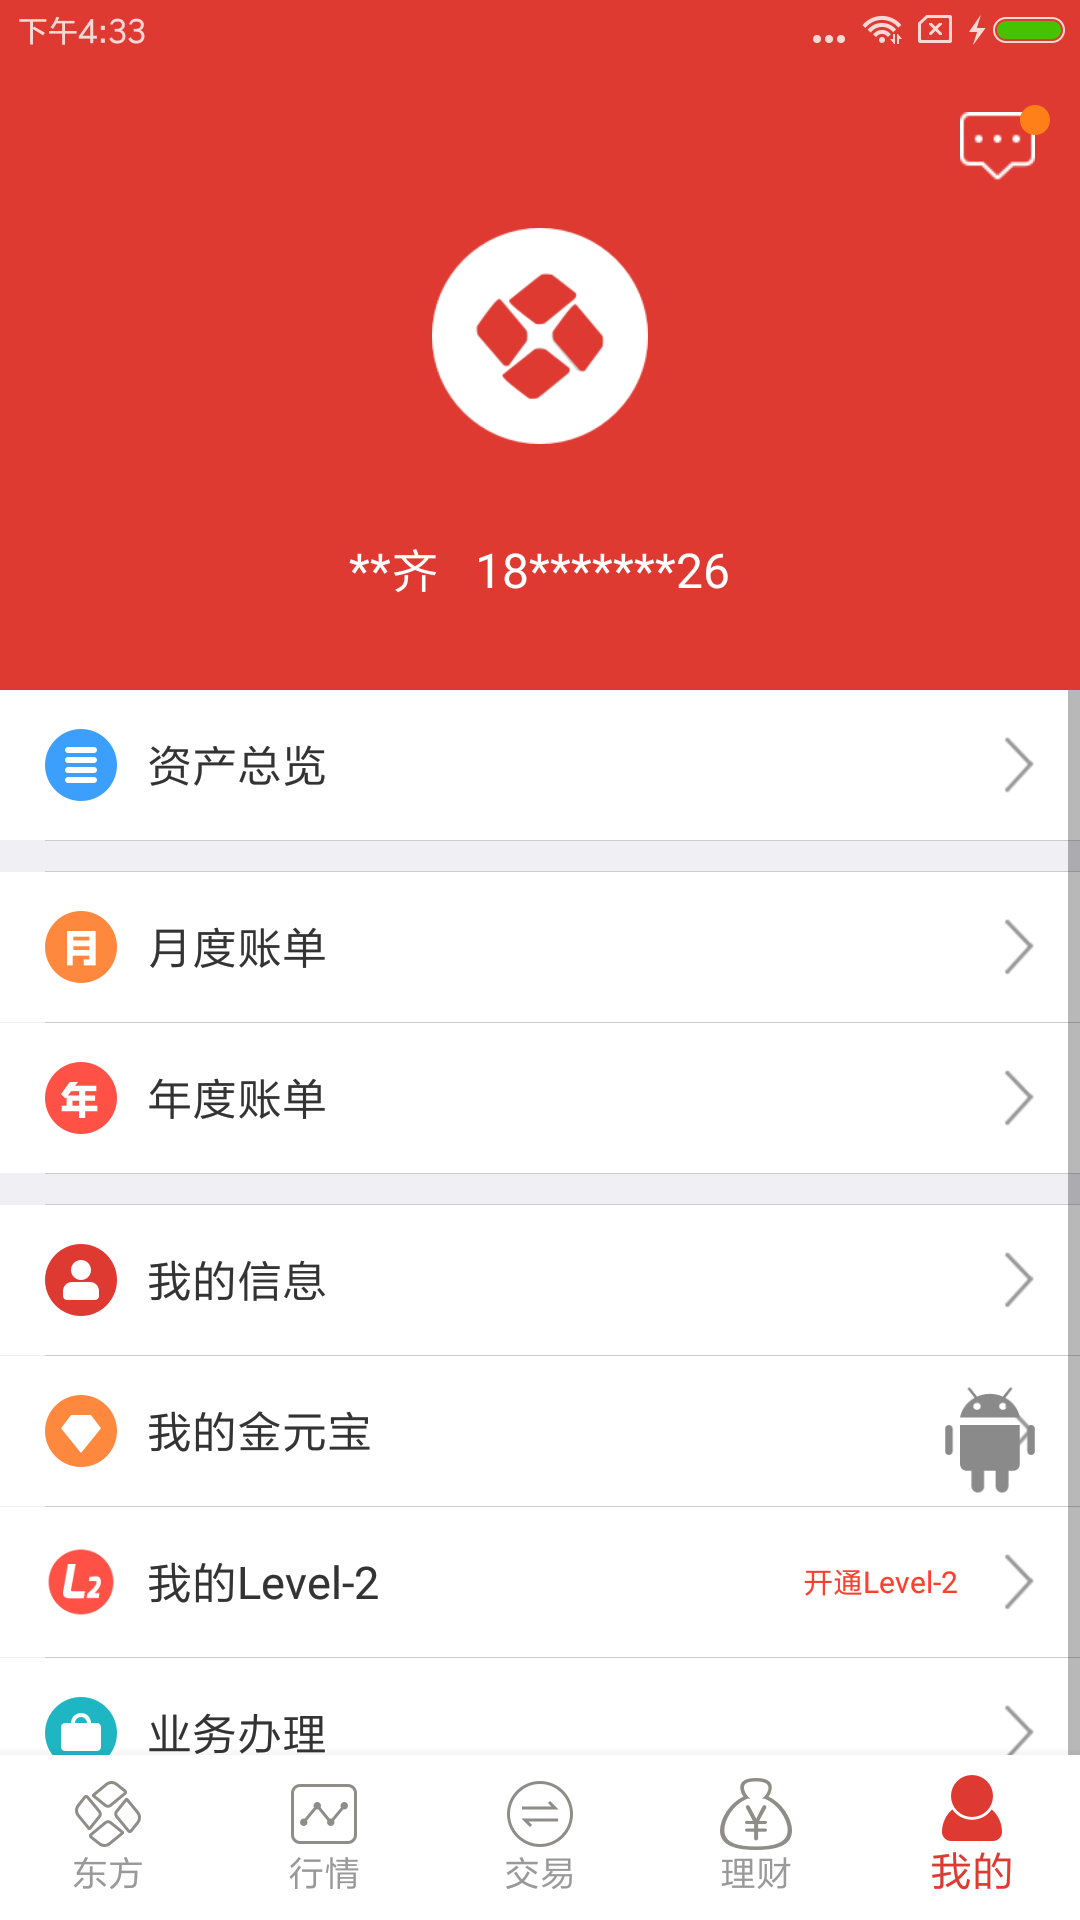 下午4:33
**齐 18*******26
资产总览
月 月度账单
年 年度账单
我的信息
我的金元宝
L2 我的Level-2 开通Level-2
业务办理
东方 行情 交易 理财 我的